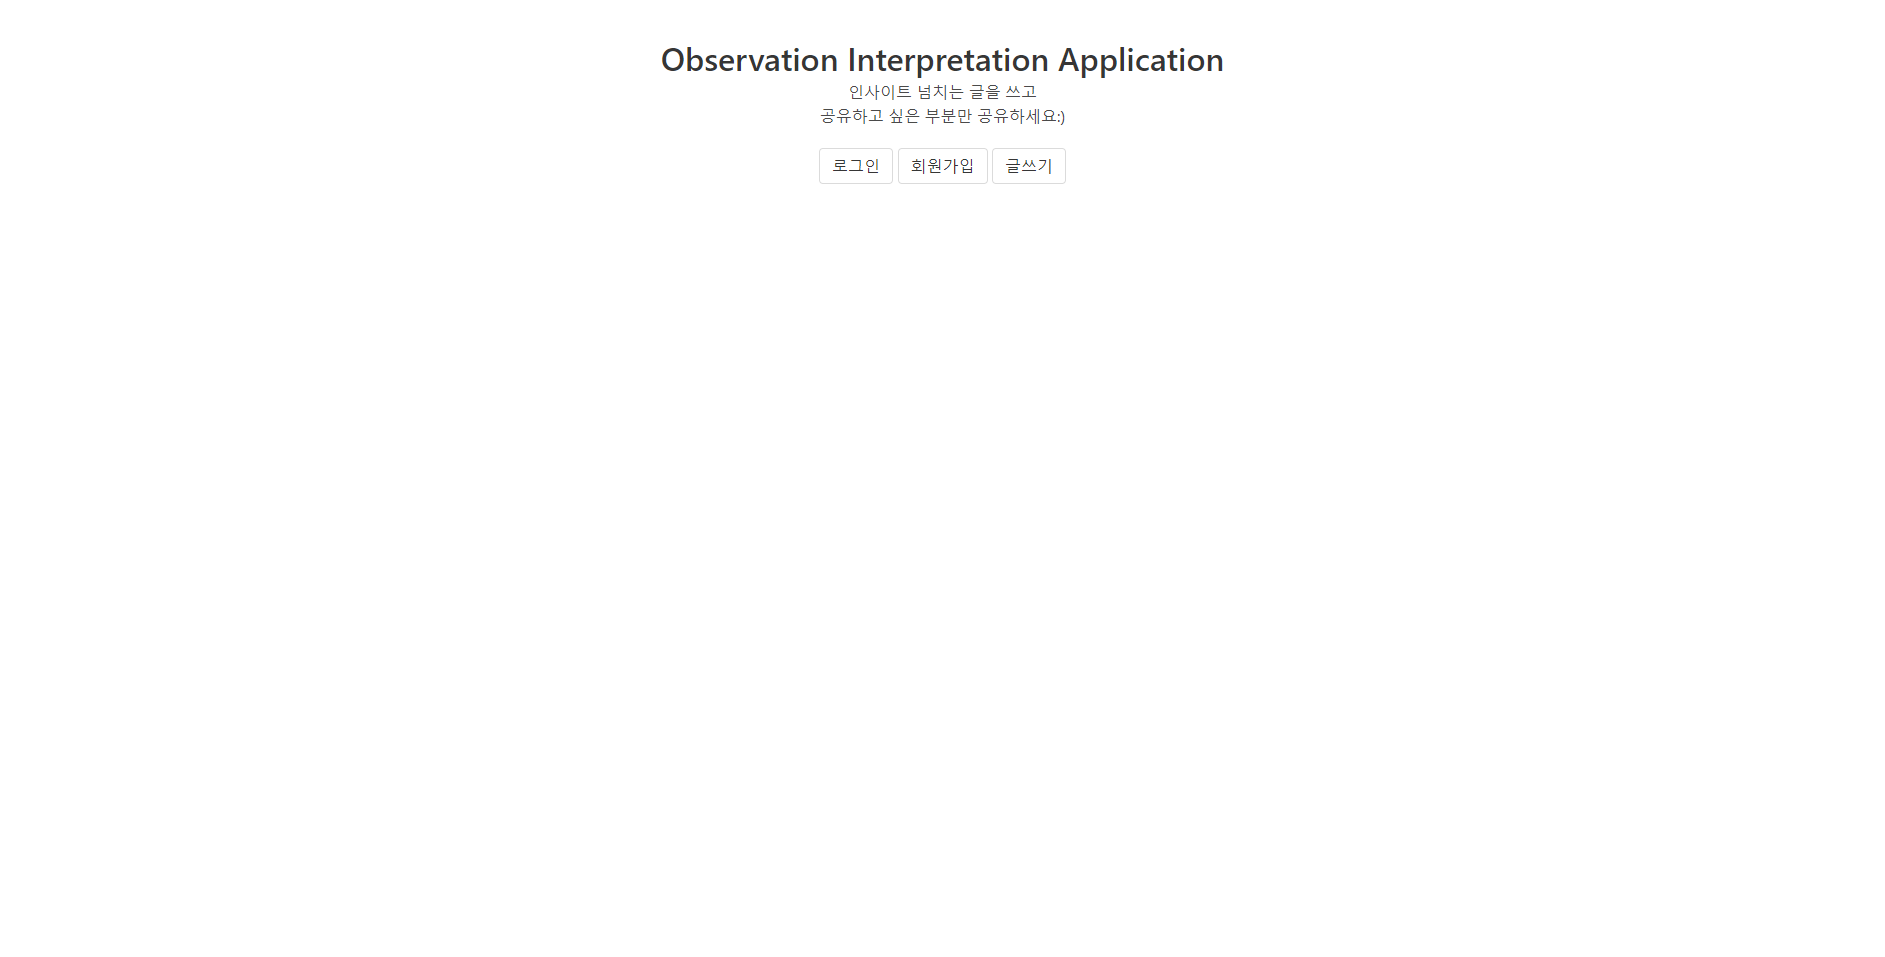 Observation Interpretation Application
인사이트 넘치는 글을 쓰고
공유하고 싶은 부분만 공유하세요:)
로그인 회원가입 글쓰기